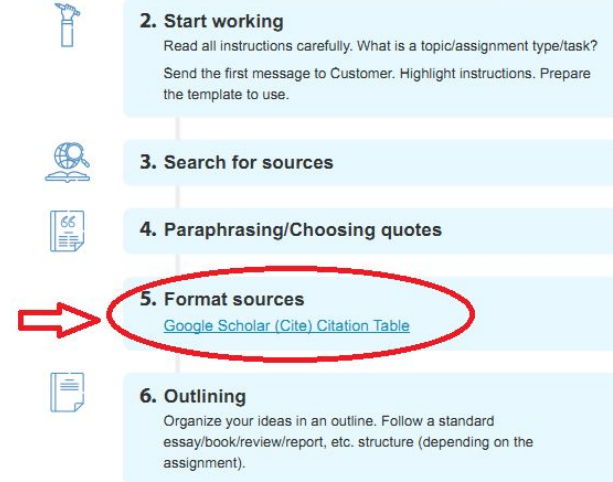 2. Start working
Read all instructions carefully. What is a topic/assignment type/task?
Send the first message to Customer. Highlight instructions. Prepare
the template to use.
3. Search for sources
66
4. Paraphrasing/Choosing quotes
5. Format sources
Google Scholar (Cite) Citation Table
6. Outlining
Organize your ideas in an outline. Follow a standard
essay/book/review/report, etc. structure (depending on the
assignment).